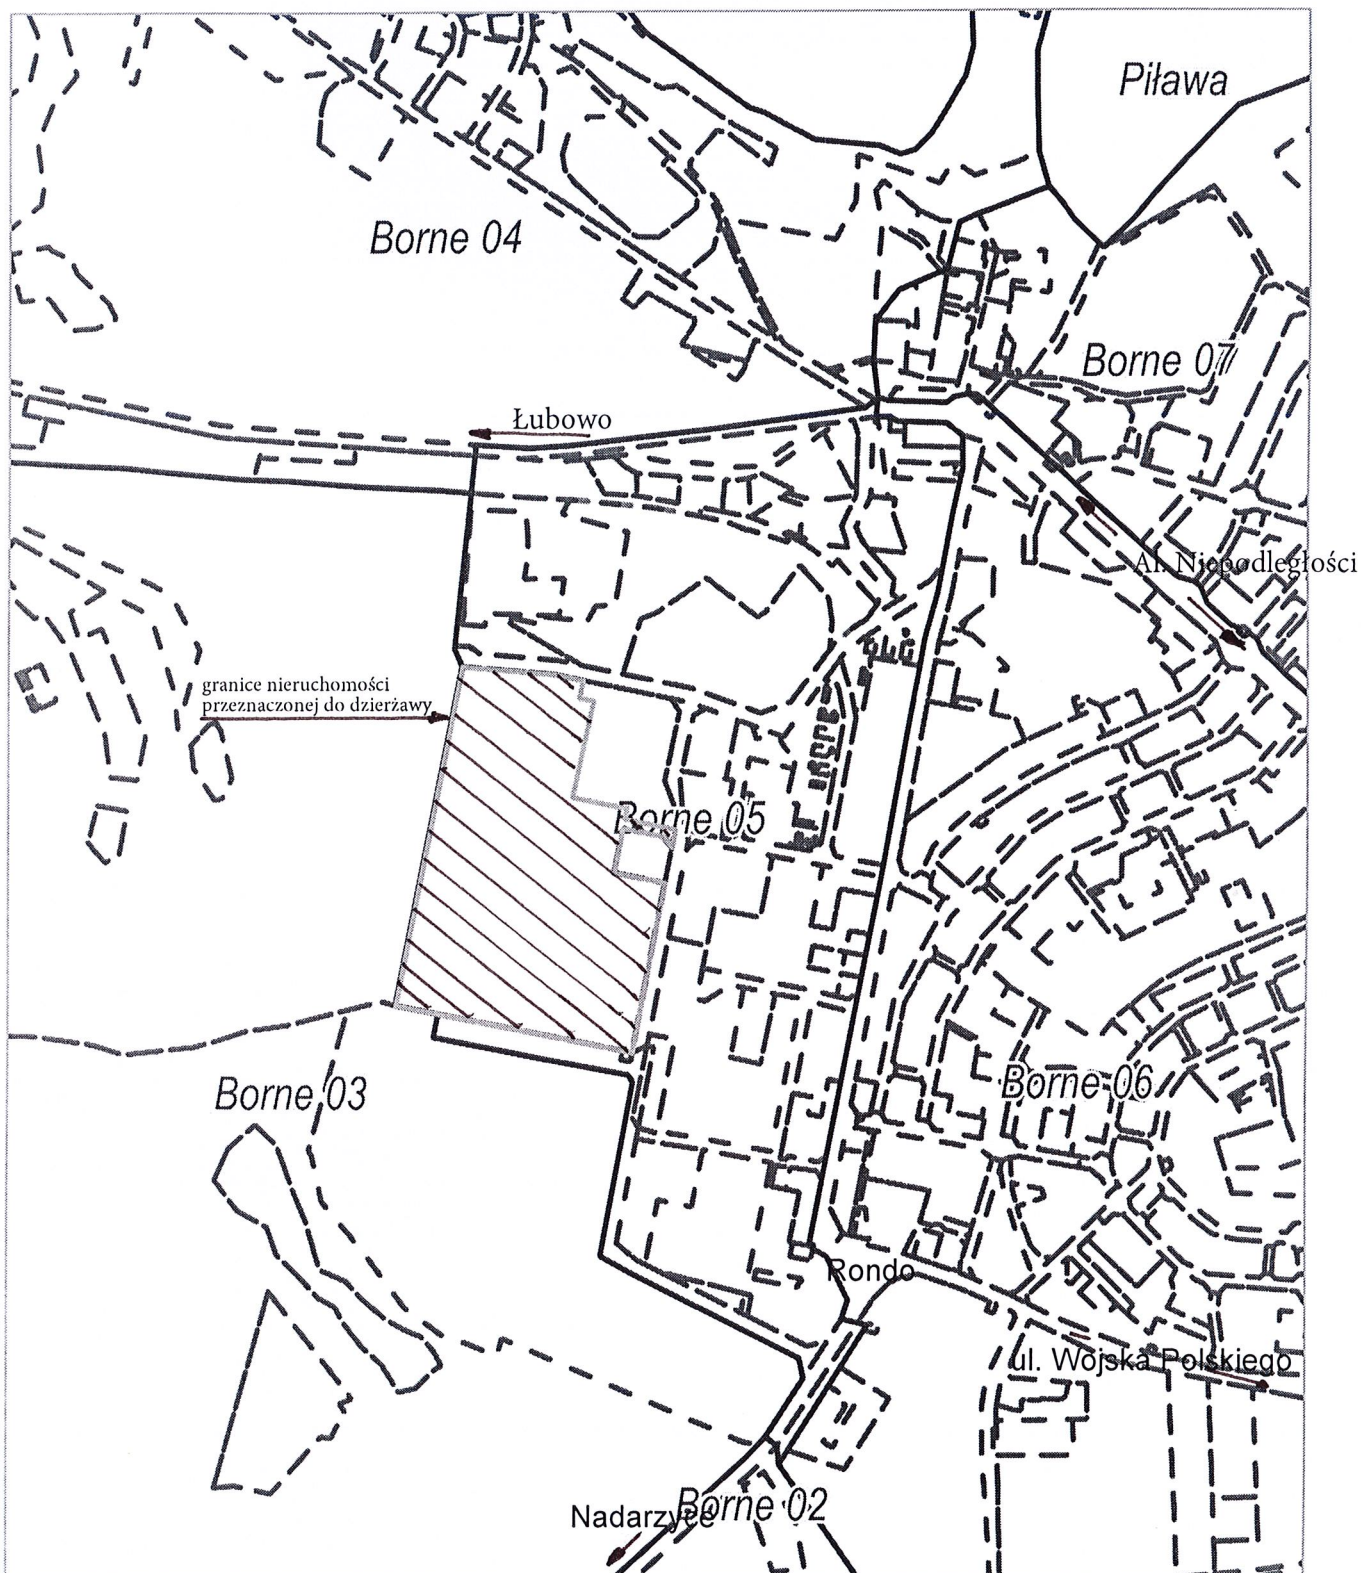 Piława
Borne 04
Borne 07
Łubowo
Al. Niepodległości
granice nieruchomości
przeznaczonej do dzierżawy
Borne 05
Borne 03
Borne 06
Rondo
ul. Wojska Polskiego
Borne 02
Nadarzyce